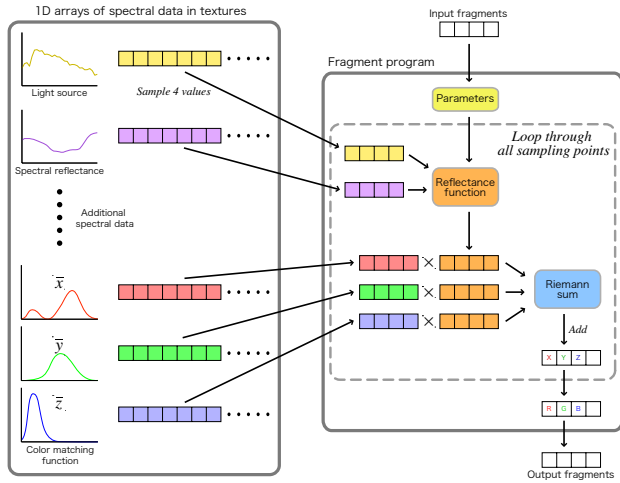 1D arrays of spectral data in textures
Light source
Sample 4 values
Spectral reflectance
Additional
spectral data
x
y
z
Color matching
function
Input fragments
Fragment program
Parameters
Loop through
all sampling points
Reflectance
function
×
×
×
Riemann
sum
Add
X Y Z
R G B
Output fragments